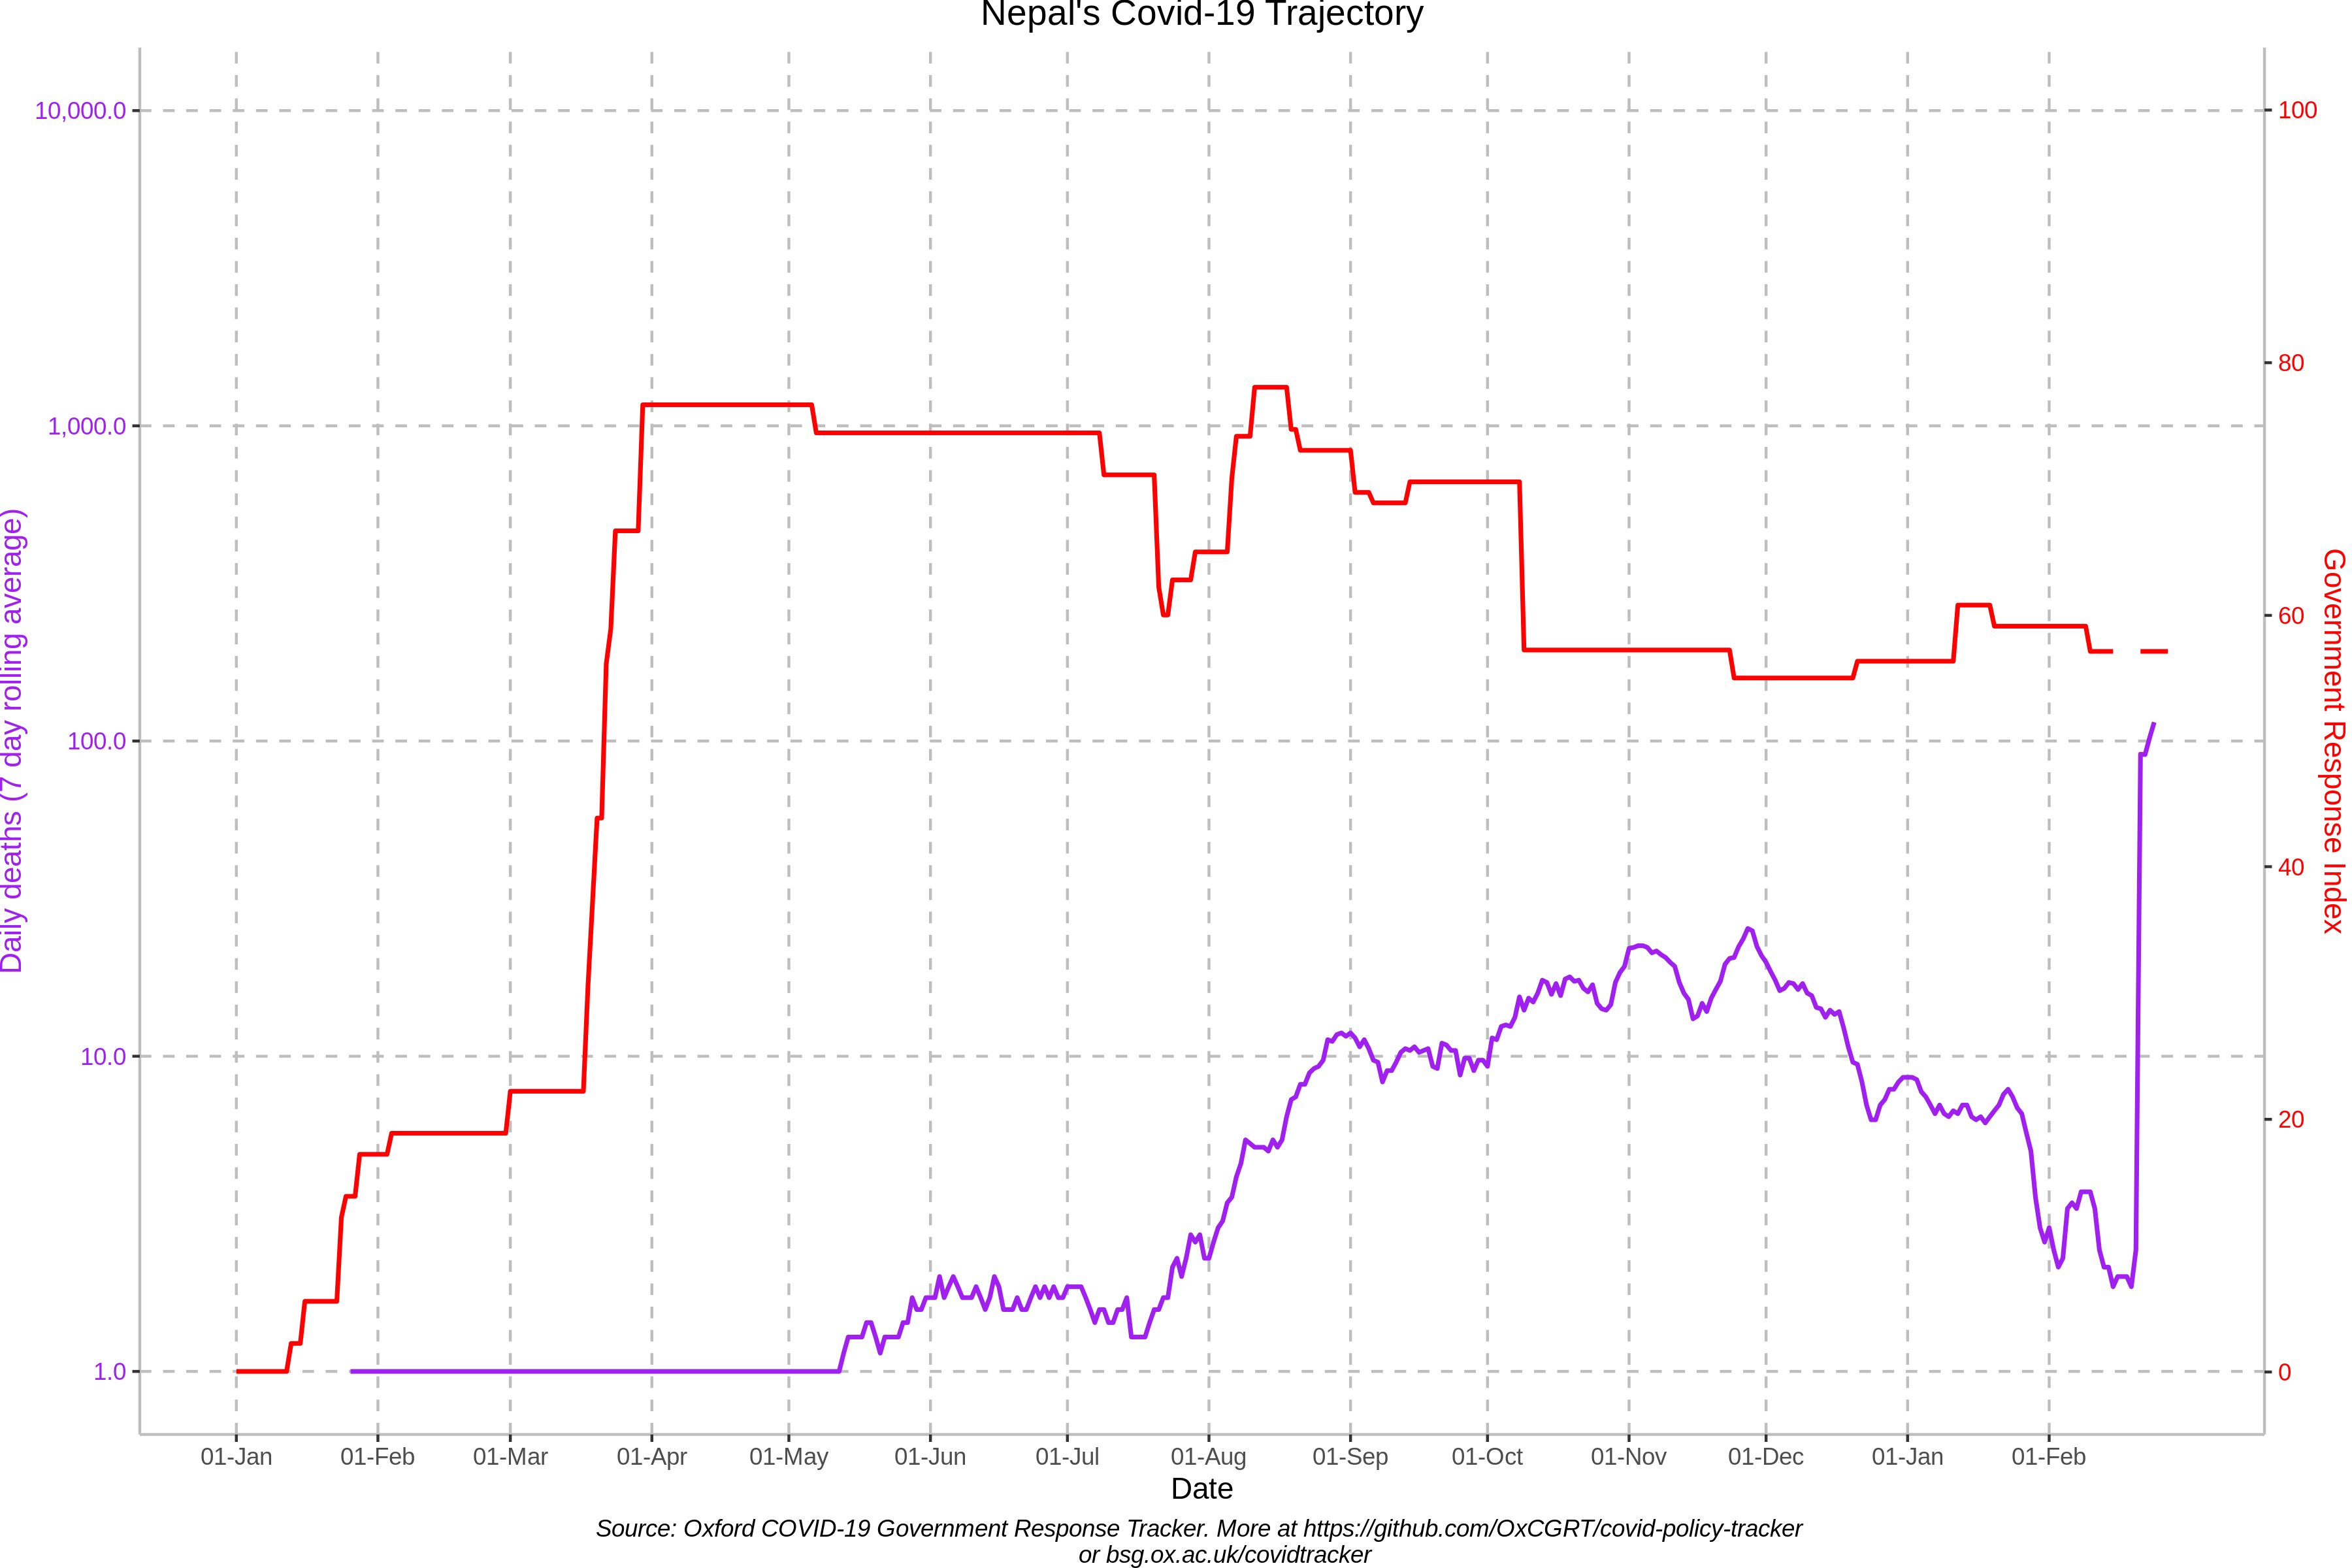 Nepal's Covid-19 Trajectory
10,000.0
1,000.0
100.0
10.0
1.0
Daily deaths (7 day rolling average)
100
80
60
40
20
0
Government Response Index
01-Jan 01-Feb 01-Mar 01-Apr 01-May 01-Jun 01-Jul 01-Aug 01-Sep 01-Oct 01-Nov 01-Dec 01-Jan 01-Feb
Date
Source: Oxford COVID-19 Government Response Tracker. More at https://github.com/OxCGRT/covid-policy-tracker
or bsg.ox.ac.uk/covidtracker